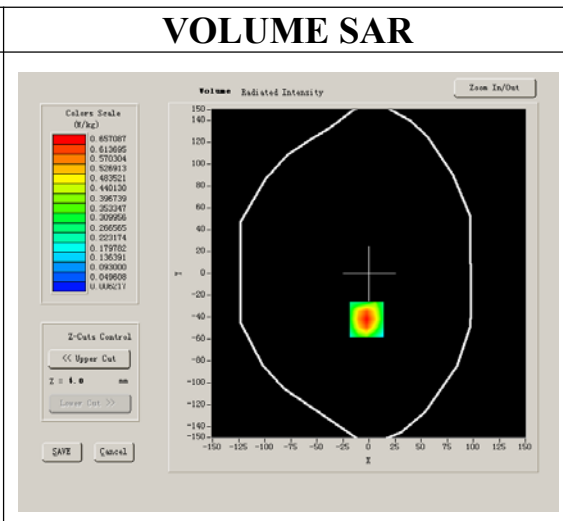 VOLUME SAR
Volume Radiated Intensity
Zoom In/Out
Colors Scale
(W/kg)
0.657087
0.613695
0.570304
0.526913
0.483521
0.440130
0.396739
0.353347
0.309956
0.266565
0.223174
0.179782
0.136391
0.093000
0.049608
0.006217
150
140
120
100
80
60
40
20
0
-20
-40
-60
-80
-100
-120
-140
-150
Y
-150 -125 -100 -75 -50 -25 0 25 50 75 100 125 150
X
Z-Cuts Control
<< Upper Cut
Z = 4.0 mm
Lower Cut >>
SAVE Cancel